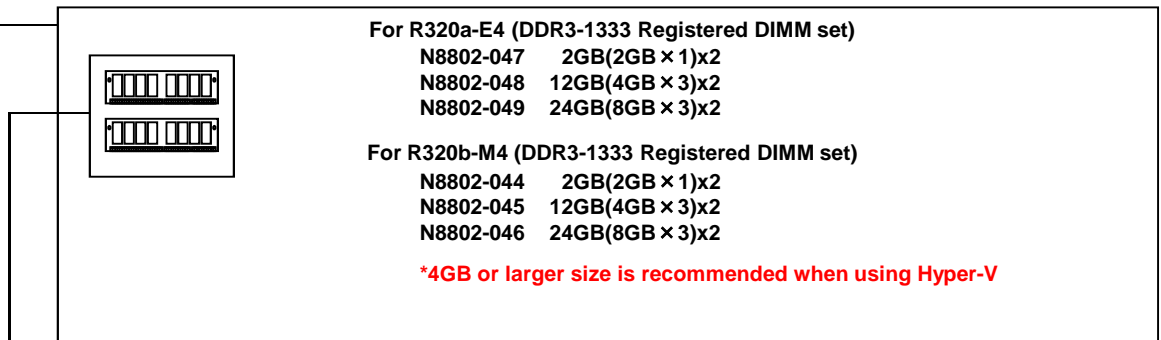 For R320a-E4 (DDR3-1333 Registered DIMM set)
N8802-047 2GB(2GB×1)x2
N8802-048 12GB(4GB×3)x2
N8802-049 24GB(8GB×3)x2
For R320b-M4 (DDR3-1333 Registered DIMM set)
N8802-044 2GB(2GB×1)x2
N8802-045 12GB(4GB×3)x2
N8802-046 24GB(8GB×3)x2
*4GB or larger size is recommended when using Hyper-V